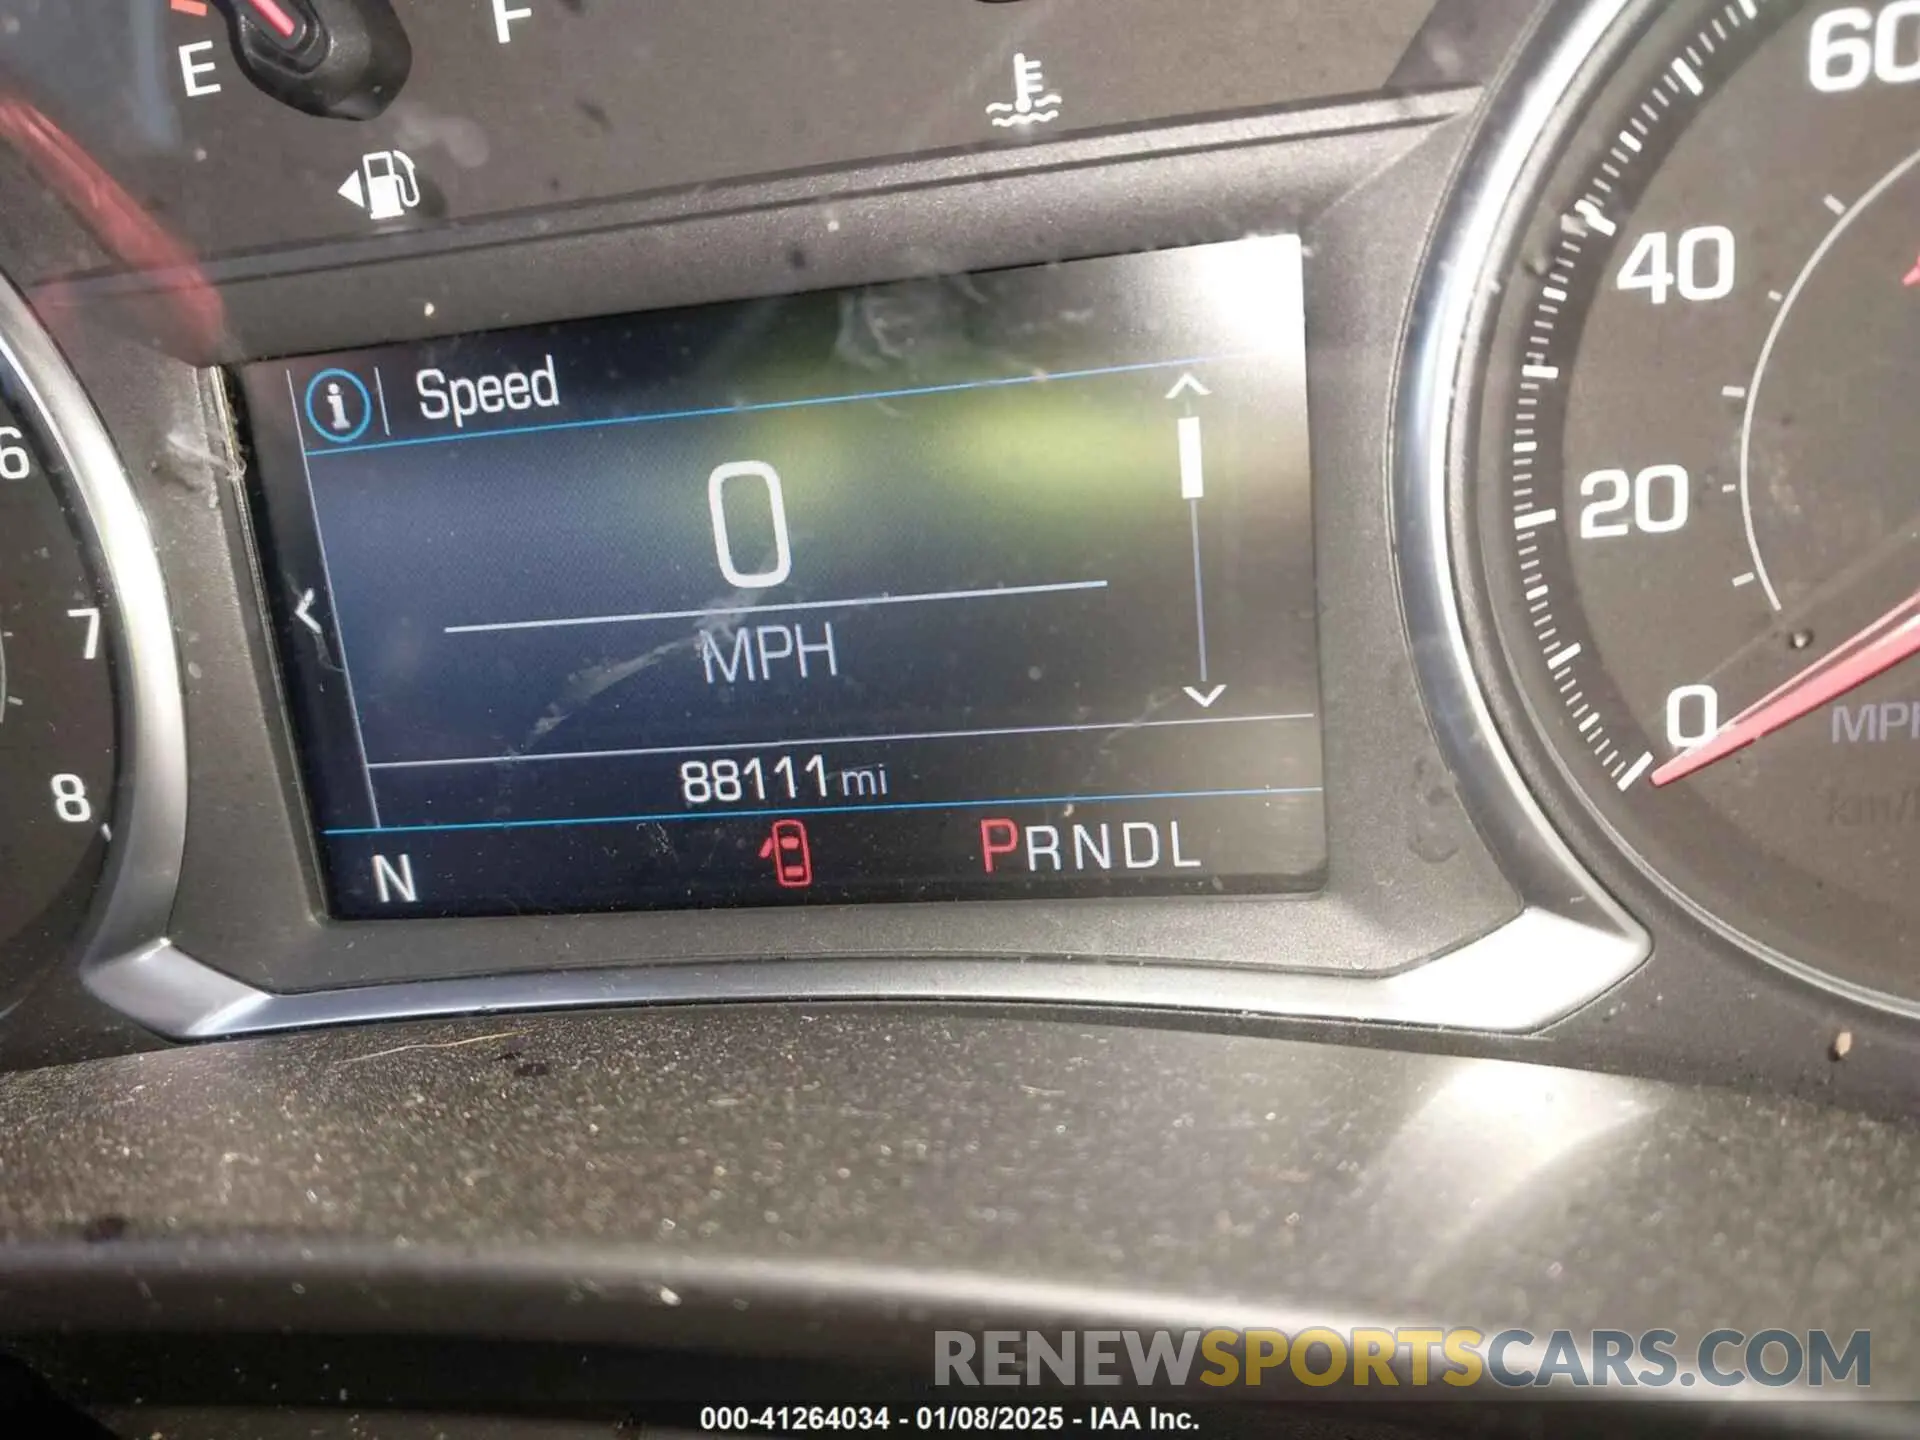 E
F
60
40
20
0
MPH
km/h
6
7
8
Speed
0
MPH
88111 mi
N
PRNDL
RENEWSPORTSCARS.COM
000-41264034 - 01/08/2025 - IAA Inc.